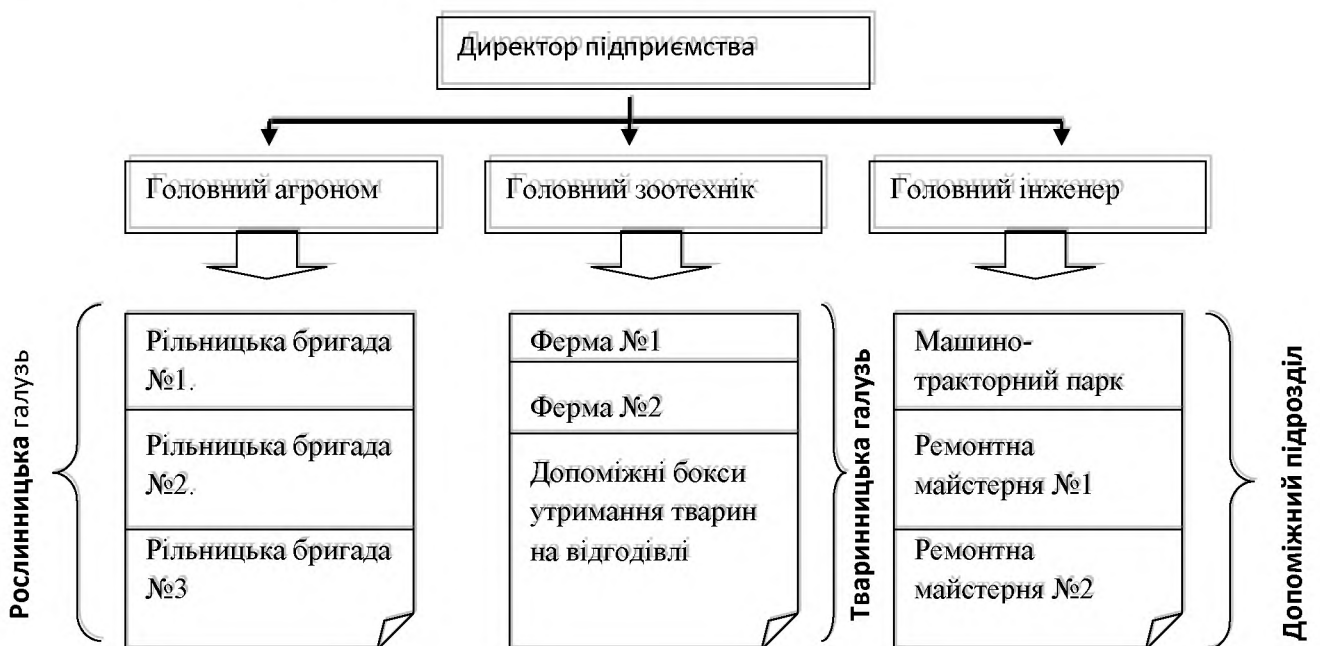 Директор підприємства
Головний агроном
Головний зоотехнік
Головний інженер
Рослинницька галузь
Рільницька бригада
№1.
Рільницька бригада
№2.
Рільницька бригада
№3
Ферма №1
Ферма №2
Допоміжні бокси
утримання тварин
на відгодівлі
Тваринницька галузь
Машино-
тракторний парк
Ремонтна
майстерня №1
Ремонтна
майстерня №2
Допоміжний підрозділ